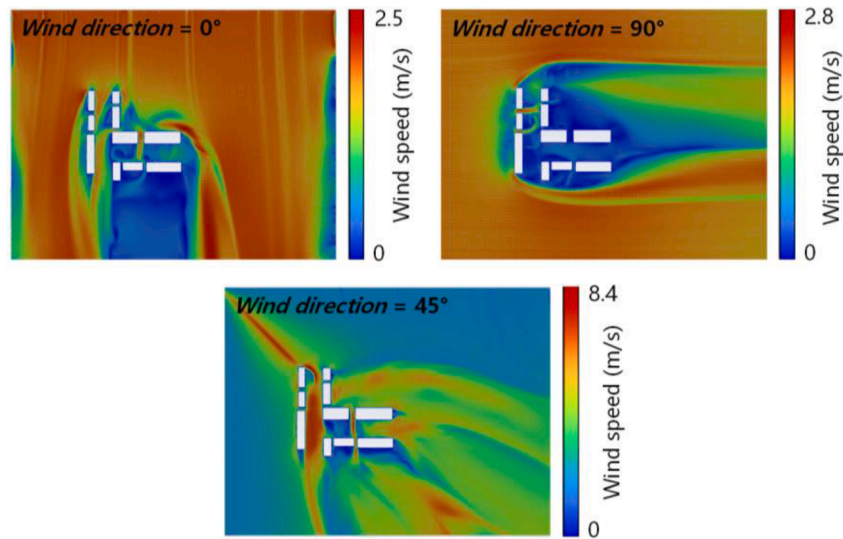 Wind direction = 0°
2.5
Wind speed (m/s)
0
Wind direction = 90°
2.8
Wind speed (m/s)
0
Wind direction = 45°
8.4
Wind speed (m/s)
0